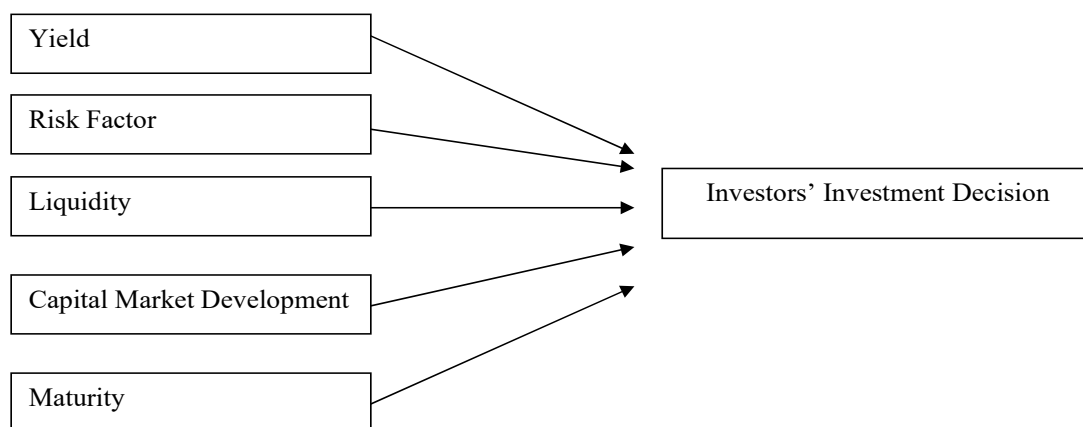 Yield
Risk Factor
Liquidity
Investors’ Investment Decision
Capital Market Development
Maturity